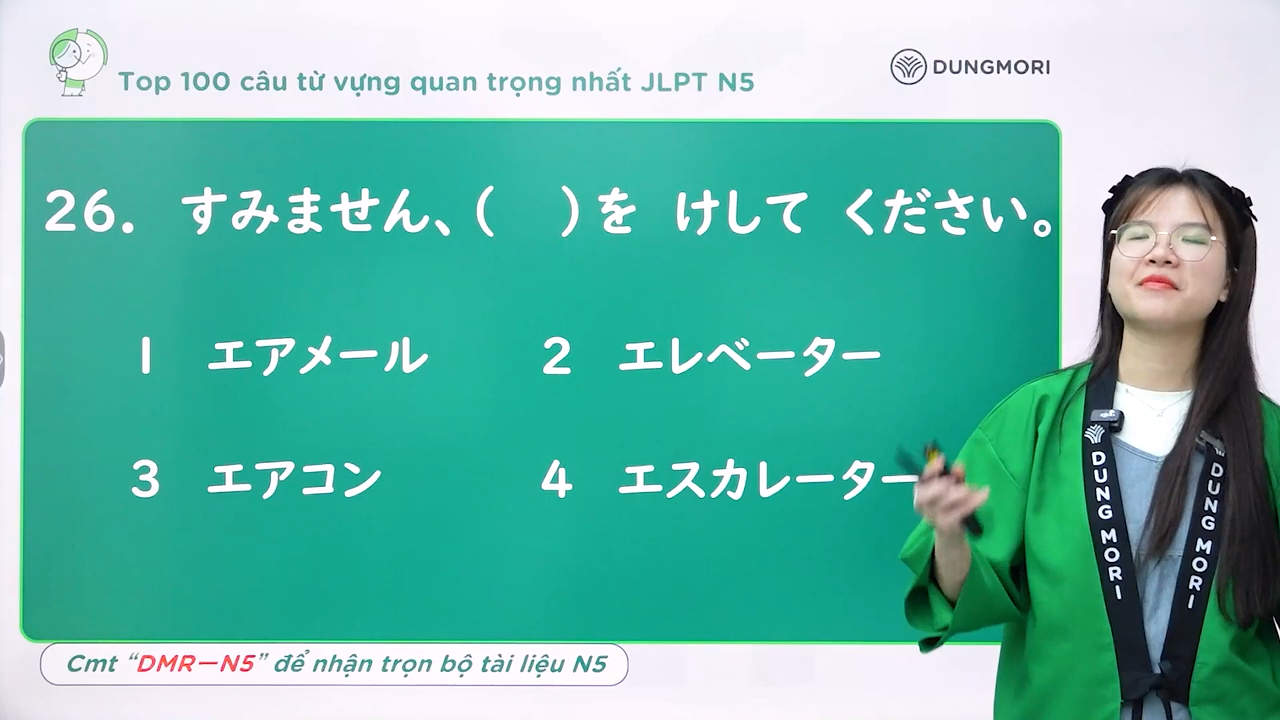 Top 100 câu từ vựng quan trọng nhất JLPT N5
DUNGMORI
26. すみません、( )を けして ください。
1 エアメール
2 エレベーター
3 エアコン
4 エスカレーター
Cmt “DMR—N5” để nhận trọn bộ tài liệu N5
DUNG MORI
DUNG MORI